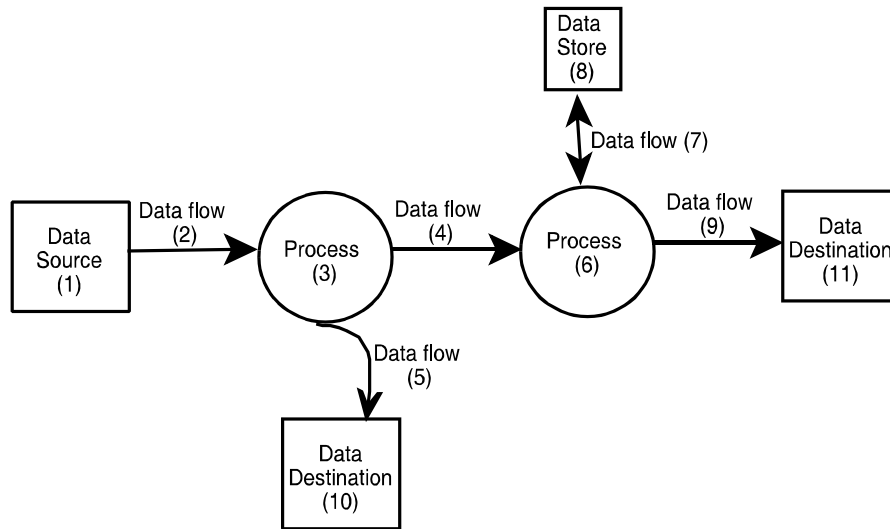 Data
Store
(8)
Data flow (7)
Data flow
(2)
Data flow
(4)
Data flow
(9)
Data
Source
(1)
Process
(3)
Process
(6)
Data
Destination
(11)
Data flow
(5)
Data
Destination
(10)